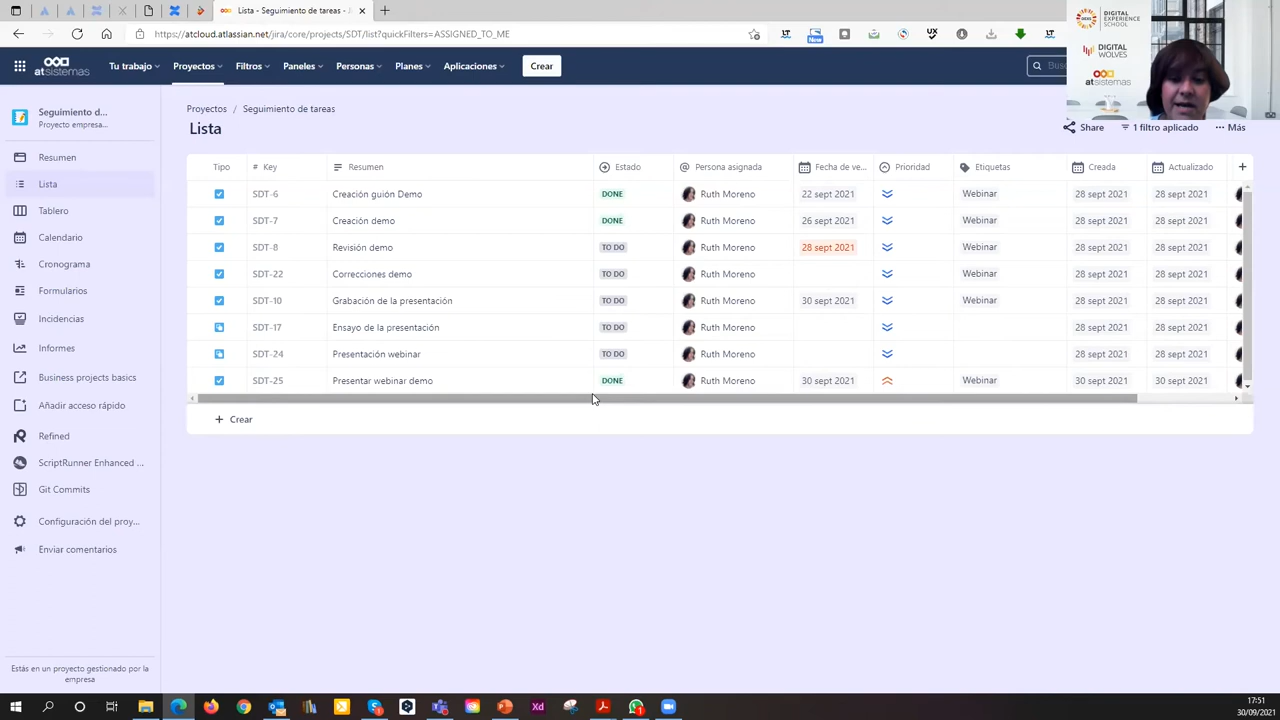 Lista - Seguimiento de tareas - J
https://atcloud.atlassian.net/jira/core/projects/SDT/list?quickFilters=ASSIGNED_TO_ME
New
DIGITAL EXPERIENCE SCHOOL
DIGITAL WOLVES
atsistemas
atsistemas
Tu trabajo
Proyectos
Filtros
Paneles
Personas
Planes
Aplicaciones
Crear
Seguimiento d...
Proyecto empresa...
Resumen
Lista
Tablero
Calendario
Cronograma
Formularios
Incidencias
Informes
Business projects basics
Añadir acceso rápido
Refined
ScriptRunner Enhanced ...
Git Commits
Configuración del proy...
Enviar comentarios
Estás en un proyecto gestionado por la
empresa
Proyectos / Seguimiento de tareas
Lista
Share 1 filtro aplicado ··· Más
Tipo # Key Resumen Estado Persona asignada Fecha de ve... Prioridad Etiquetas Creada Actualizado
SDT-6 Creación guión Demo DONE Ruth Moreno 22 sept 2021 Webinar 28 sept 2021 28 sept 2021
SDT-7 Creación demo DONE Ruth Moreno 26 sept 2021 Webinar 28 sept 2021 28 sept 2021
SDT-8 Revisión demo TO DO Ruth Moreno 28 sept 2021 Webinar 28 sept 2021 28 sept 2021
SDT-22 Correcciones demo TO DO Ruth Moreno Webinar 28 sept 2021 28 sept 2021
SDT-10 Grabación de la presentación TO DO Ruth Moreno 30 sept 2021 Webinar 28 sept 2021 28 sept 2021
SDT-17 Ensayo de la presentación TO DO Ruth Moreno 28 sept 2021 28 sept 2021
SDT-24 Presentación webinar TO DO Ruth Moreno 28 sept 2021 28 sept 2021
SDT-25 Presentar webinar demo DONE Ruth Moreno 30 sept 2021 Webinar 30 sept 2021 30 sept 2021
+ Crear
17:51
30/09/2021